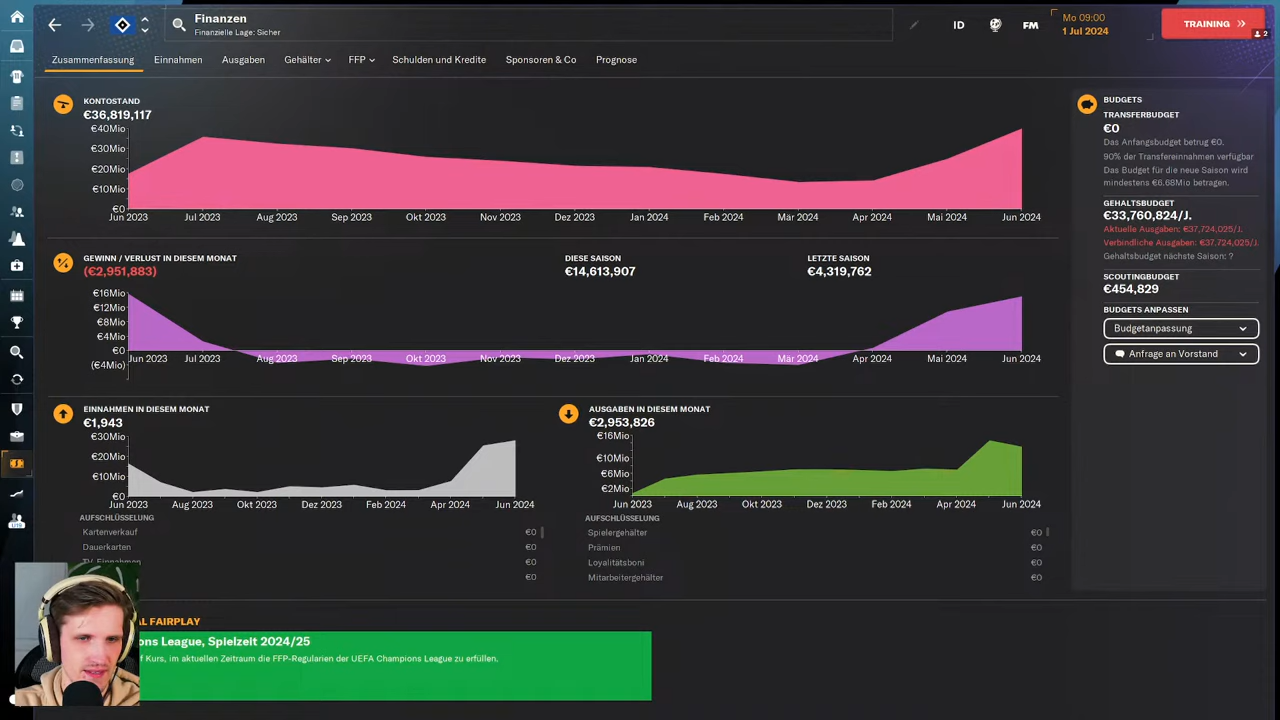 Finanzen
Finanzielle Lage: Sicher
ID
FM
Mo 09:00
1 Jul 2024
TRAINING
2
Zusammenfassung
Einnahmen
Ausgaben
Gehälter
FFP
Schulden und Kredite
Sponsoren & Co
Prognose
KONTOSTAND
€36,819,117
€40Mio
€30Mio
€20Mio
€10Mio
€0
Jun 2023
Jul 2023
Aug 2023
Sep 2023
Okt 2023
Nov 2023
Dez 2023
Jan 2024
Feb 2024
Mär 2024
Apr 2024
Mai 2024
Jun 2024
GEWINN / VERLUST IN DIESEM MONAT
(€2,951,883)
DIESE SAISON
€14,613,907
LETZTE SAISON
€4,319,762
€16Mio
€12Mio
€8Mio
€4Mio
€0
(€4Mio)
Jun 2023
Jul 2023
Aug 2023
Sep 2023
Okt 2023
Nov 2023
Dez 2023
Jan 2024
Feb 2024
Mär 2024
Apr 2024
Mai 2024
Jun 2024
EINNAHMEN IN DIESEM MONAT
€1,943
€30Mio
€20Mio
€10Mio
€0
Jun 2023
Aug 2023
Okt 2023
Dez 2023
Feb 2024
Apr 2024
Jun 2024
AUFSCHLÜSSELUNG
Kartenverkauf €0
Dauerkarten €0
TV-Einnahmen €0
€0
AUSGABEN IN DIESEM MONAT
€2,953,826
€16Mio
€10Mio
€6Mio
€2Mio
Jun 2023
Aug 2023
Okt 2023
Dez 2023
Feb 2024
Apr 2024
Jun 2024
AUFSCHLÜSSELUNG
Spielergehälter €0
Prämien €0
Loyalitätsboni €0
Mitarbeitergehälter €0
BUDGETS
TRANSFERBUDGET
€0
Das Anfangsbudget betrug €0.
90% der Transfereinnahmen verfügbar
Das Budget für die neue Saison wird
mindestens €6.68Mio betragen.
GEHALTSBUDGET
€33,760,824/J.
Aktuelle Ausgaben: €37,724,025/J.
Verbindliche Ausgaben: €37,724,025/J.
Gehaltsbudget nächste Saison: ?
SCOUTINGBUDGET
€454,829
BUDGETS ANPASSEN
Budgetanpassung
Anfrage an Vorstand
U19
AL FAIRPLAY
ons League, Spielzeit 2024/25
f Kurs, im aktuellen Zeitraum die FFP-Regularien der UEFA Champions League zu erfüllen.